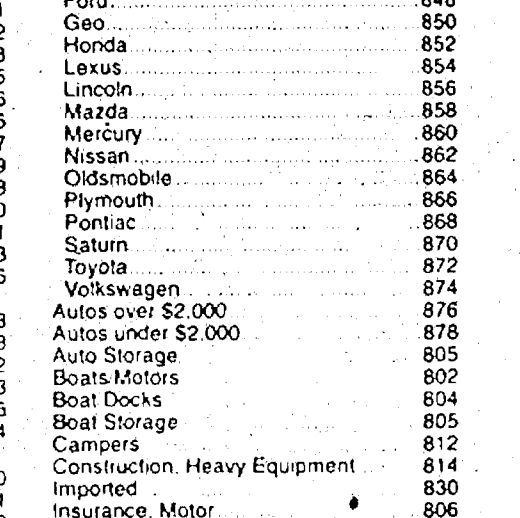 Ford 848
Geo 850
Honda 852
Lexus 854
Lincoln 856
Mazda 858
Mercury 860
Nissan 862
Oldsmobile 864
Plymouth 866
Pontiac 868
Saturn 870
Toyota 872
Volkswagen 874
Autos over $2,000 876
Autos under $2,000 878
Auto Storage 805
Boats/Motors 802
Boat Docks 804
Boat Storage 805
Campers 812
Construction, Heavy Equipment 814
Imported 830
Insurance, Motor 806